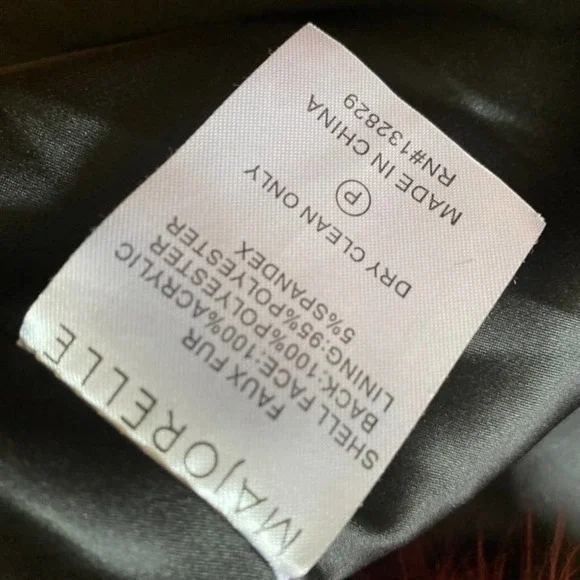 MAJORELLE
FAUX FUR
SHELL FACE:100%ACRYLIC
BACK:100%POLYESTER
LINING:95%POLYESTER
5%SPANDEX
DRY CLEAN ONLY
P
MADE IN CHINA
RN#132829